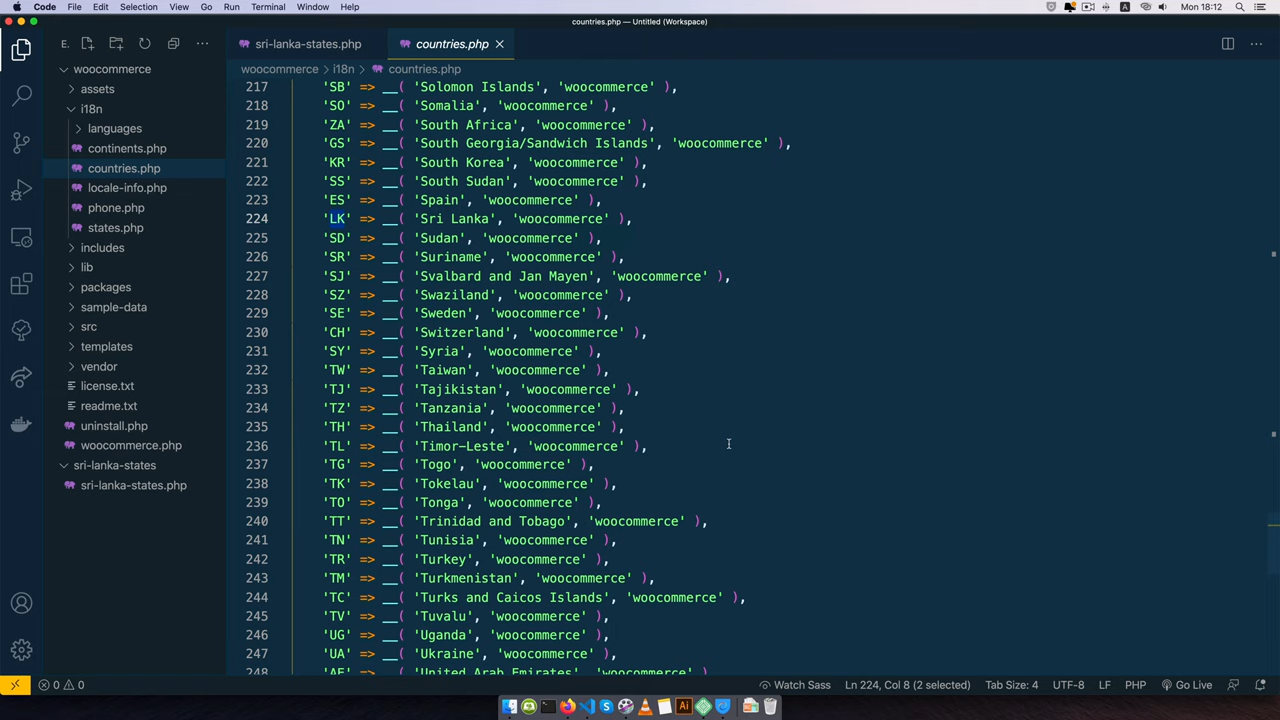 Code File Edit Selection View Go Run Terminal Window Help
A
Mon 18:12
countries.php — Untitled (Workspace)
E.
sri-lanka-states.php
countries.php
woocommerce > i18n > countries.php
woocommerce
assets
i18n
languages
continents.php
countries.php
locale-info.php
phone.php
states.php
includes
lib
packages
sample-data
src
templates
vendor
license.txt
readme.txt
uninstall.php
woocommerce.php
sri-lanka-states
sri-lanka-states.php
217 'SB' => __( 'Solomon Islands', 'woocommerce' ),
218 'SO' => __( 'Somalia', 'woocommerce' ),
219 'ZA' => __( 'South Africa', 'woocommerce' ),
220 'GS' => __( 'South Georgia/Sandwich Islands', 'woocommerce' ),
221 'KR' => __( 'South Korea', 'woocommerce' ),
222 'SS' => __( 'South Sudan', 'woocommerce' ),
223 'ES' => __( 'Spain', 'woocommerce' ),
224 'LK' => __( 'Sri Lanka', 'woocommerce' ),
225 'SD' => __( 'Sudan', 'woocommerce' ),
226 'SR' => __( 'Suriname', 'woocommerce' ),
227 'SJ' => __( 'Svalbard and Jan Mayen', 'woocommerce' ),
228 'SZ' => __( 'Swaziland', 'woocommerce' ),
229 'SE' => __( 'Sweden', 'woocommerce' ),
230 'CH' => __( 'Switzerland', 'woocommerce' ),
231 'SY' => __( 'Syria', 'woocommerce' ),
232 'TW' => __( 'Taiwan', 'woocommerce' ),
233 'TJ' => __( 'Tajikistan', 'woocommerce' ),
234 'TZ' => __( 'Tanzania', 'woocommerce' ),
235 'TH' => __( 'Thailand', 'woocommerce' ),
236 'TL' => __( 'Timor-Leste', 'woocommerce' ),
237 'TG' => __( 'Togo', 'woocommerce' ),
238 'TK' => __( 'Tokelau', 'woocommerce' ),
239 'TO' => __( 'Tonga', 'woocommerce' ),
240 'TT' => __( 'Trinidad and Tobago', 'woocommerce' ),
241 'TN' => __( 'Tunisia', 'woocommerce' ),
242 'TR' => __( 'Turkey', 'woocommerce' ),
243 'TM' => __( 'Turkmenistan', 'woocommerce' ),
244 'TC' => __( 'Turks and Caicos Islands', 'woocommerce' ),
245 'TV' => __( 'Tuvalu', 'woocommerce' ),
246 'UG' => __( 'Uganda', 'woocommerce' ),
247 'UA' => __( 'Ukraine', 'woocommerce' ),
248 'AE' => __( 'United Arab Emirates', 'woocommerce' )
0 0
Watch Sass Ln 224, Col 8 (2 selected) Tab Size: 4 UTF-8 LF PHP Go Live
Ai